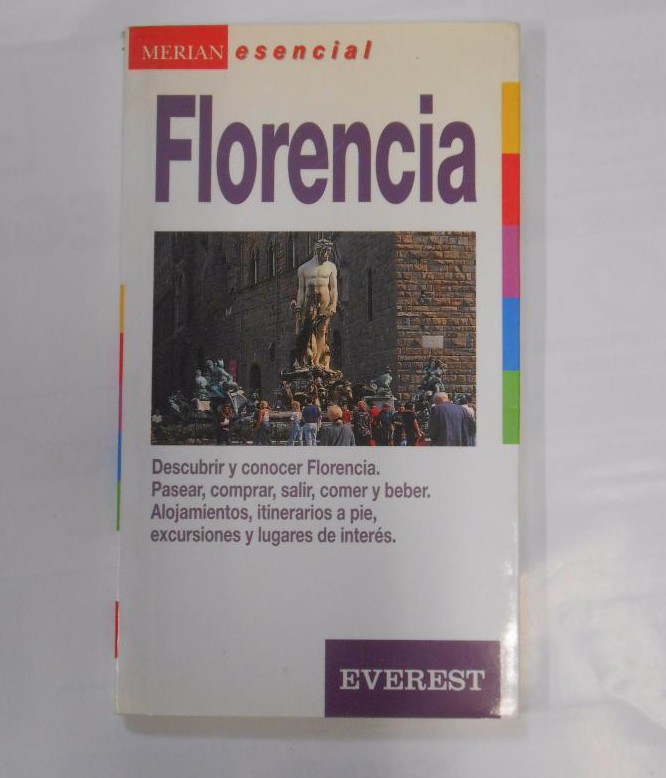 MERIAN esencial
Florencia
Descubrir y conocer Florencia.
Pasear, comprar, salir, comer y beber.
Alojamientos, itinerarios a pie,
excursiones y lugares de interés.
EVEREST